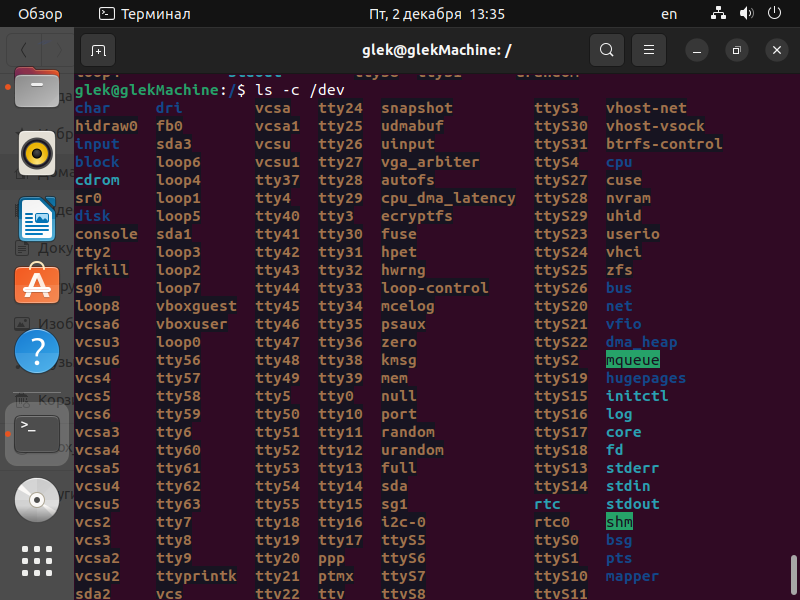 Обзор Терминал Пт, 2 декабря 13:35 en
glek@glekMachine: /
glek@glekMachine:/$ ls -c /dev
char dri vcsa tty24 snapshot ttyS3 vhost-net
hidraw0 fb0 vcsa1 tty25 udmabuf ttyS30 vhost-vsock
input sda3 vcsu tty26 uinput ttyS31 btrfs-control
block loop6 vcsu1 tty27 vga_arbiter ttyS4 cpu
cdrom loop4 tty37 tty28 autofs ttyS27 cuse
sr0 loop1 tty4 tty29 cpu_dma_latency ttyS28 nvram
disk loop5 tty40 tty3 ecryptfs ttyS29 uhid
console sda1 tty41 tty30 fuse ttyS23 userio
tty2 loop3 tty42 tty31 hpet ttyS24 vhci
rfkill loop2 tty43 tty32 hwrng ttyS25 zfs
sg0 loop7 tty44 tty33 loop-control ttyS26 bus
loop8 vboxguest tty45 tty34 mcelog ttyS20 net
vcsa6 vboxuser tty46 tty35 psaux ttyS21 vfio
vcsu3 loop0 tty47 tty36 zero ttyS22 dma_heap
vcsu6 tty56 tty48 tty38 kmsg ttyS2 mqueue
vcs4 tty57 tty49 tty39 mem ttyS19 hugepages
vcs5 tty58 tty5 tty0 null ttyS15 initctl
vcs6 tty59 tty50 tty10 port ttyS16 log
vcsa3 tty6 tty51 tty11 random ttyS17 core
vcsa4 tty60 tty52 tty12 urandom ttyS18 fd
vcsa5 tty61 tty53 tty13 full ttyS13 stderr
vcsu4 tty62 tty54 tty14 sda ttyS14 stdin
vcsu5 tty63 tty55 tty15 sg1 rtc stdout
vcs2 tty7 tty18 tty16 i2c-0 rtc0 shm
vcs3 tty8 tty19 tty17 ttyS5 ttyS0 bsg
vcsa2 tty9 tty20 ppp ttyS6 ttyS1 pts
vcsu2 ttyprintk tty21 ptmx ttyS7 ttyS10 mapper
sda2 vcs tty22 tty ttyS8 ttyS11